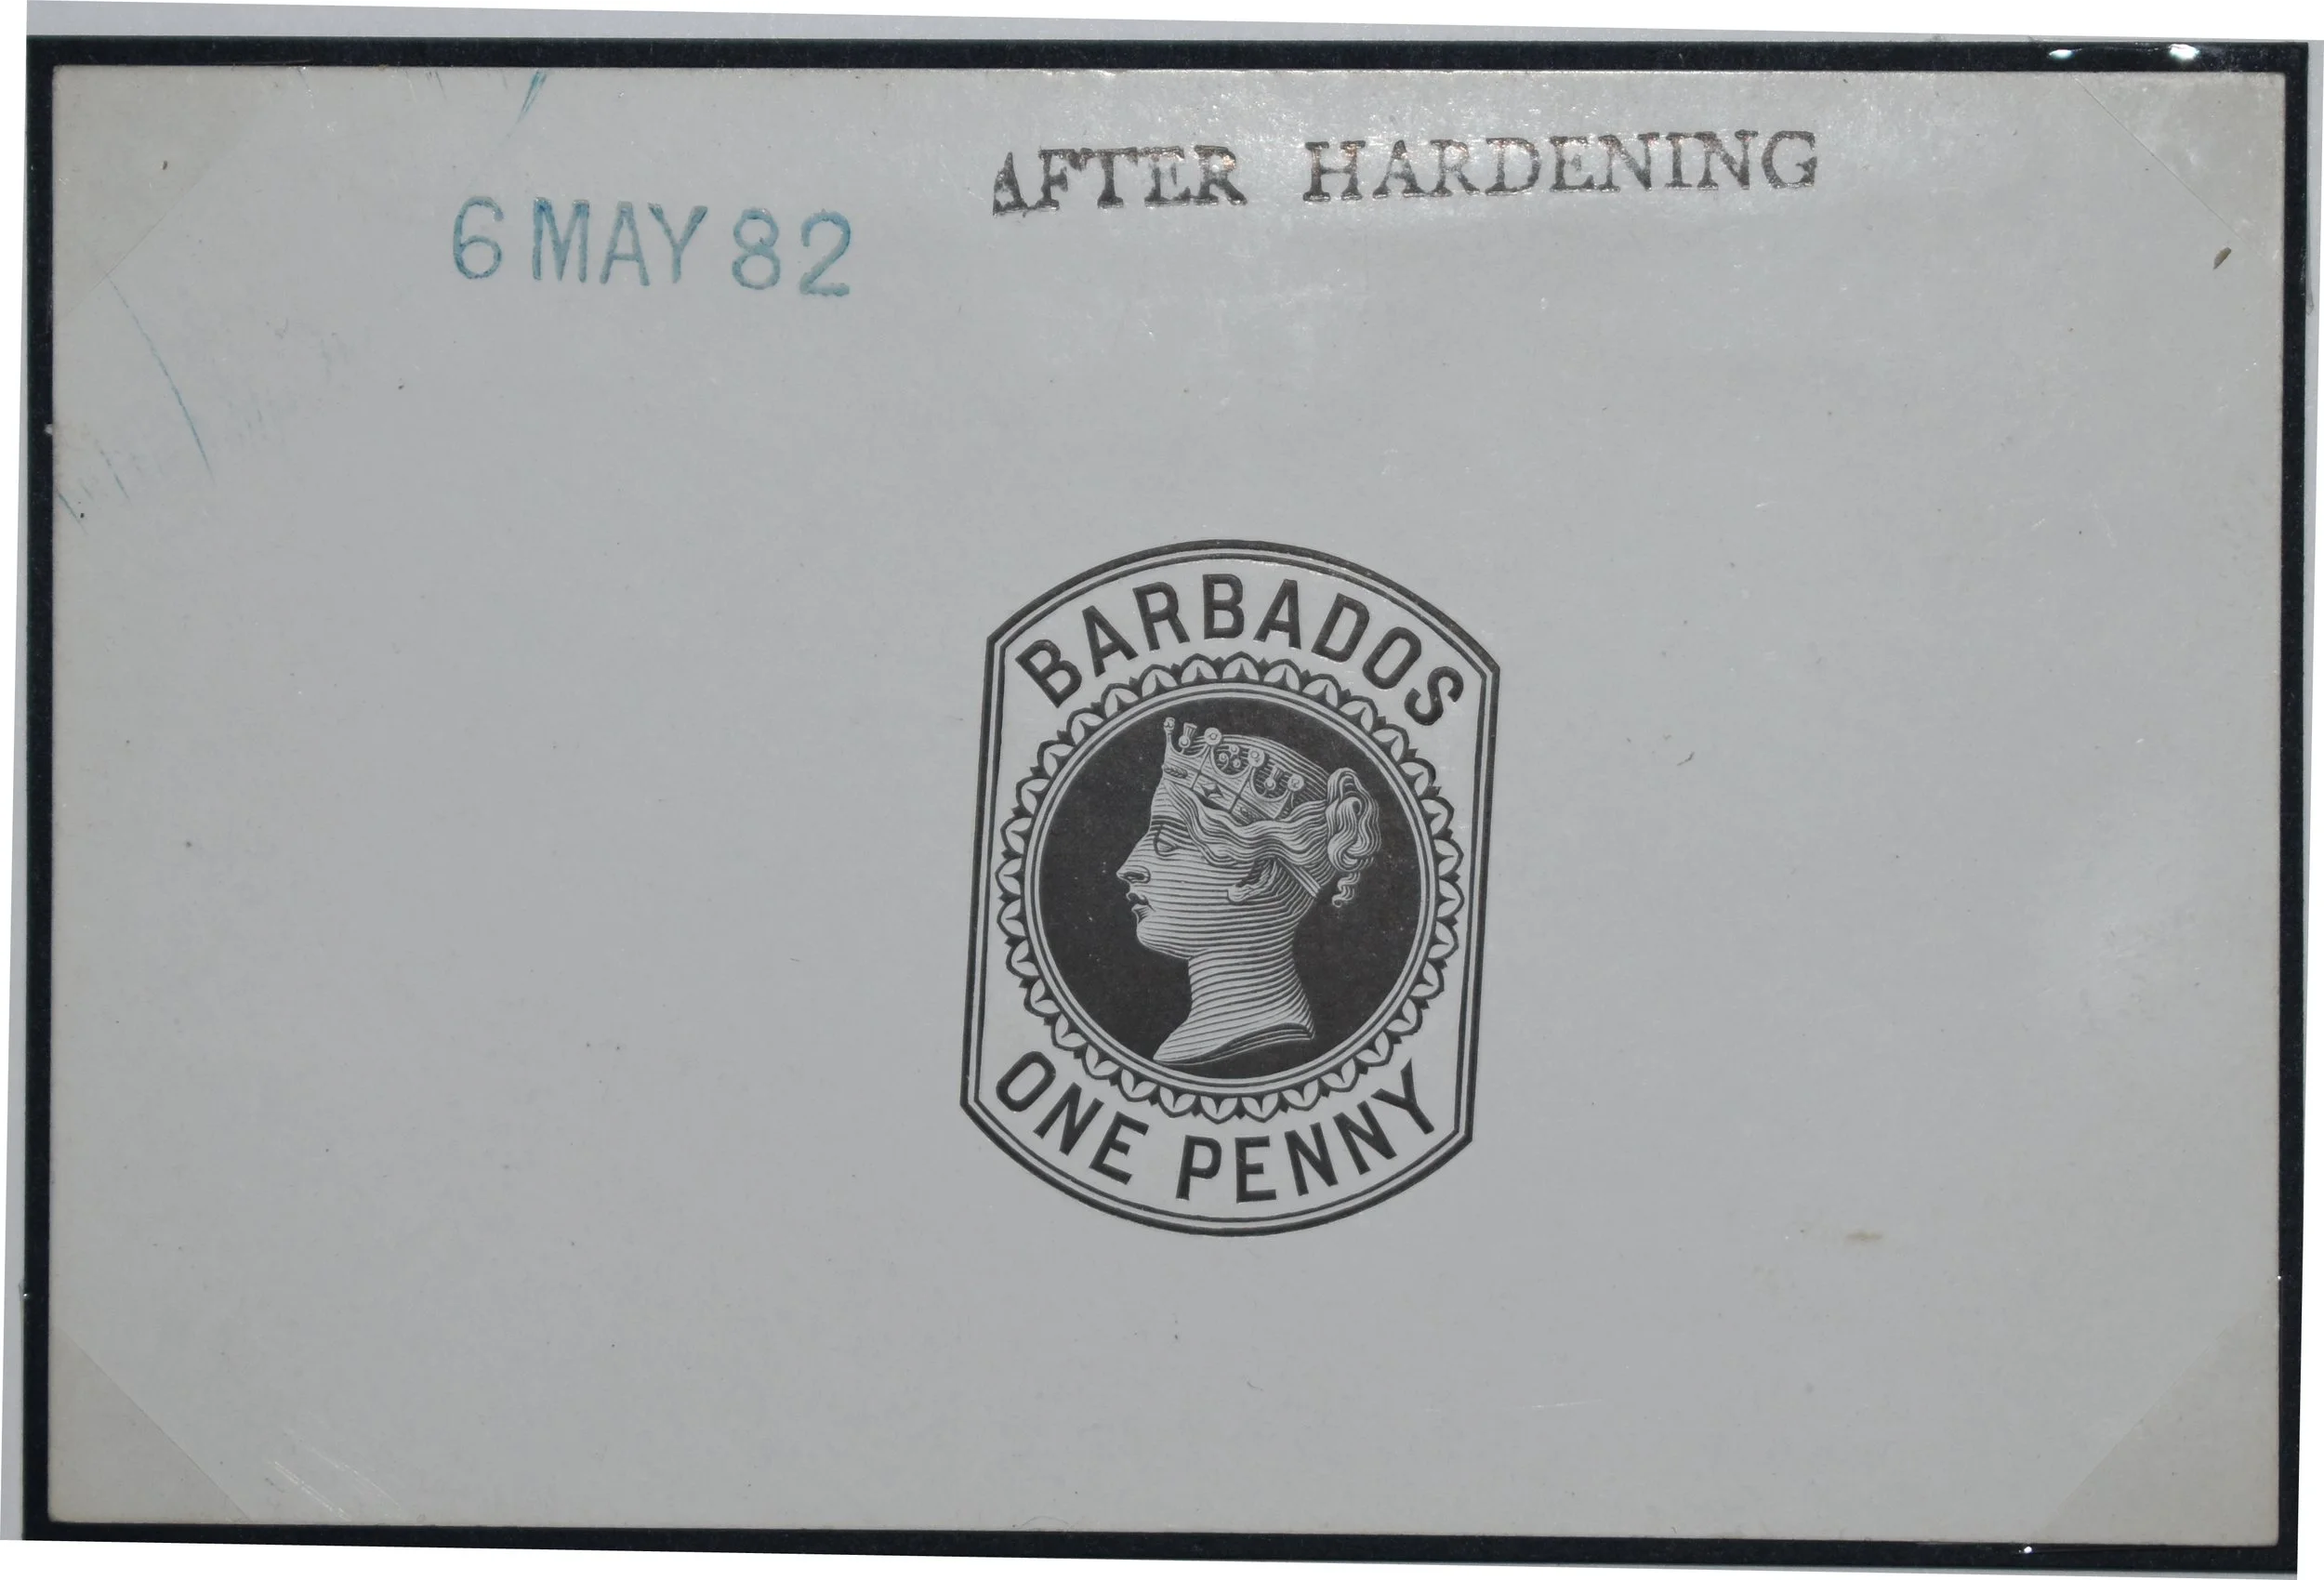 AFTER HARDENING
6 MAY 82
BARBADOS
ONE PENNY